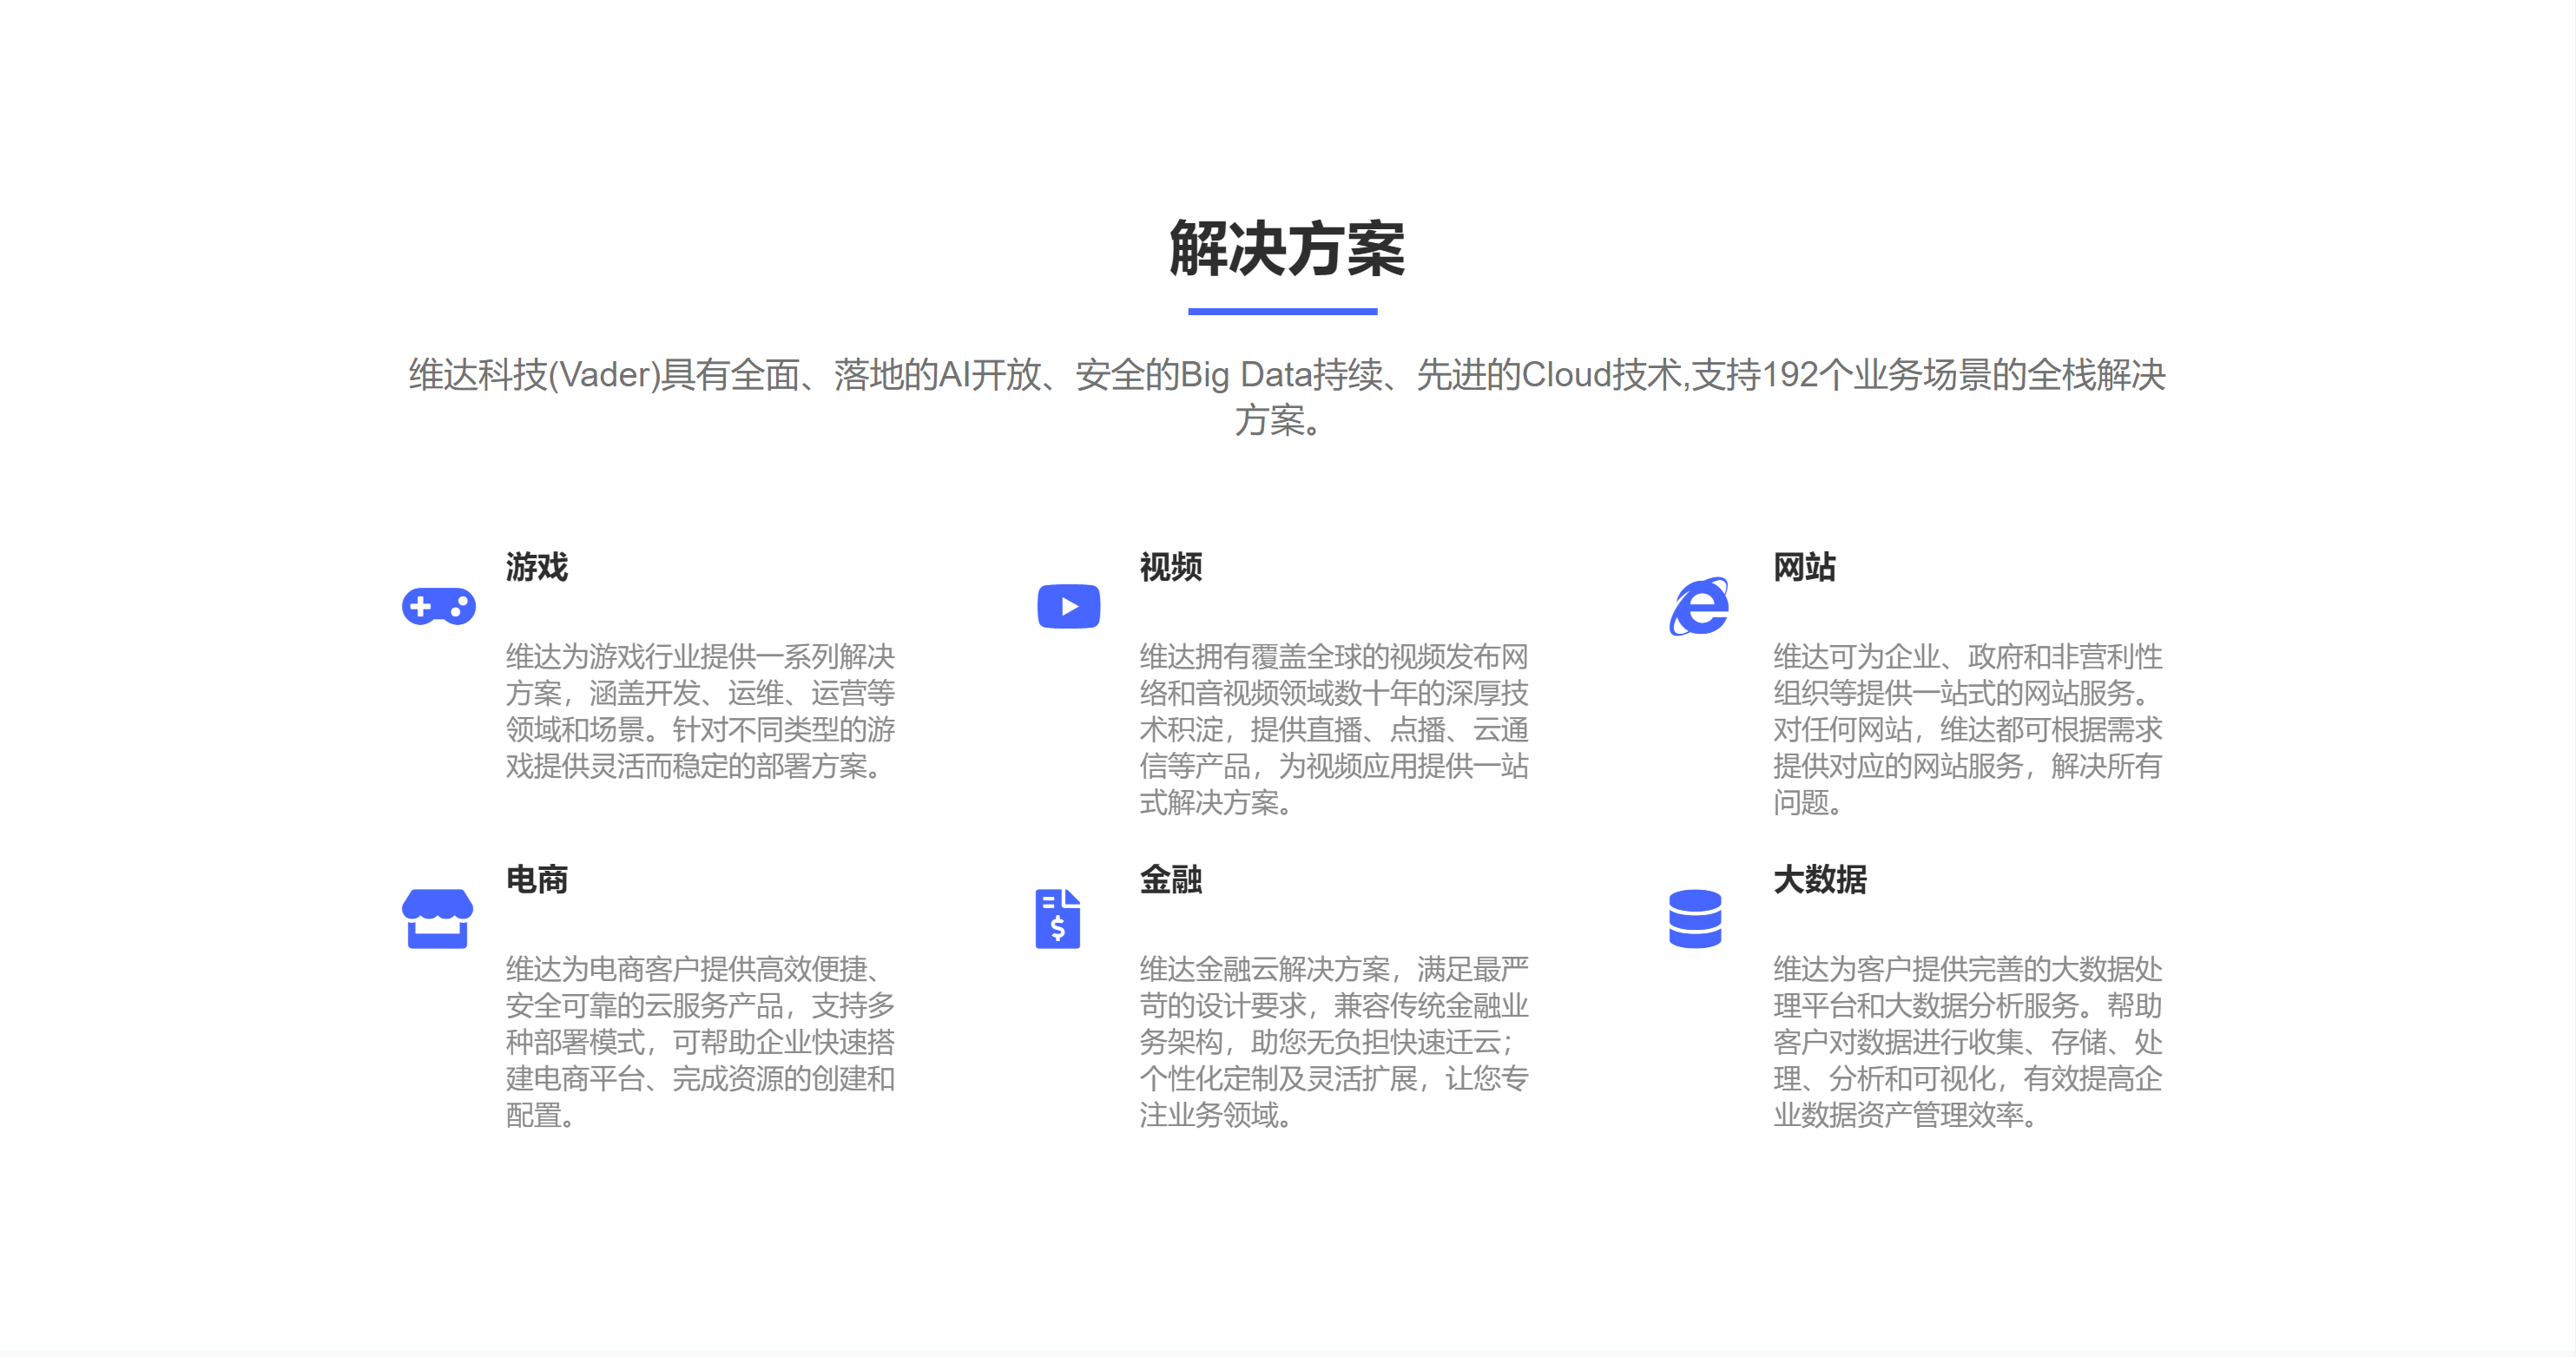 解决方案
维达科技(Vader)具有全面、落地的AI开放、安全的Big Data持续、先进的Cloud技术,支持192个业务场景的全栈解决
方案。
游戏
维达为游戏行业提供一系列解决
方案，涵盖开发、运维、运营等
领域和场景。针对不同类型的游
戏提供灵活而稳定的部署方案。
视频
维达拥有覆盖全球的视频发布网
络和音视频领域数十年的深厚技
术积淀，提供直播、点播、云通
信等产品，为视频应用提供一站
式解决方案。
网站
维达可为企业、政府和非营利性
组织等提供一站式的网站服务。
对任何网站，维达都可根据需求
提供对应的网站服务，解决所有
问题。
电商
维达为电商客户提供高效便捷、
安全可靠的云服务产品，支持多
种部署模式，可帮助企业快速搭
建电商平台、完成资源的创建和
配置。
金融
维达金融云解决方案，满足最严
苛的设计要求，兼容传统金融业
务架构，助您无负担快速迁云；
个性化定制及灵活扩展，让您专
注业务领域。
大数据
维达为客户提供完善的大数据处
理平台和大数据分析服务。帮助
客户对数据进行收集、存储、处
理、分析和可视化，有效提高企
业数据资产管理效率。